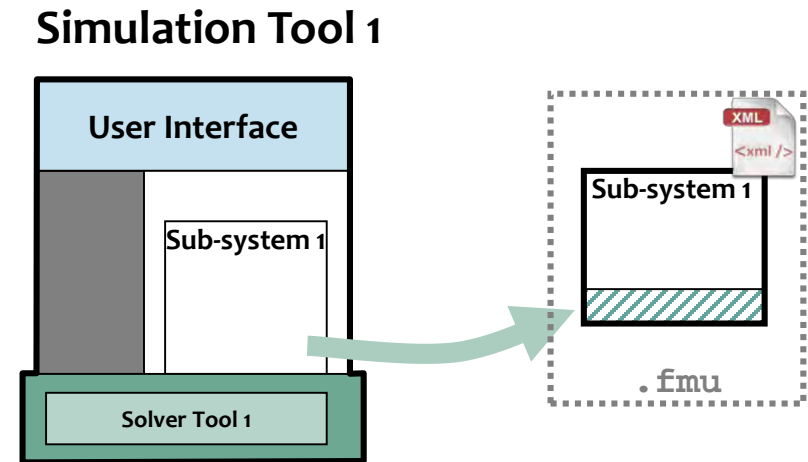 Simulation Tool 1
User Interface
Sub-system 1
Solver Tool 1
XML
<xml />
Sub-system 1
.fmu